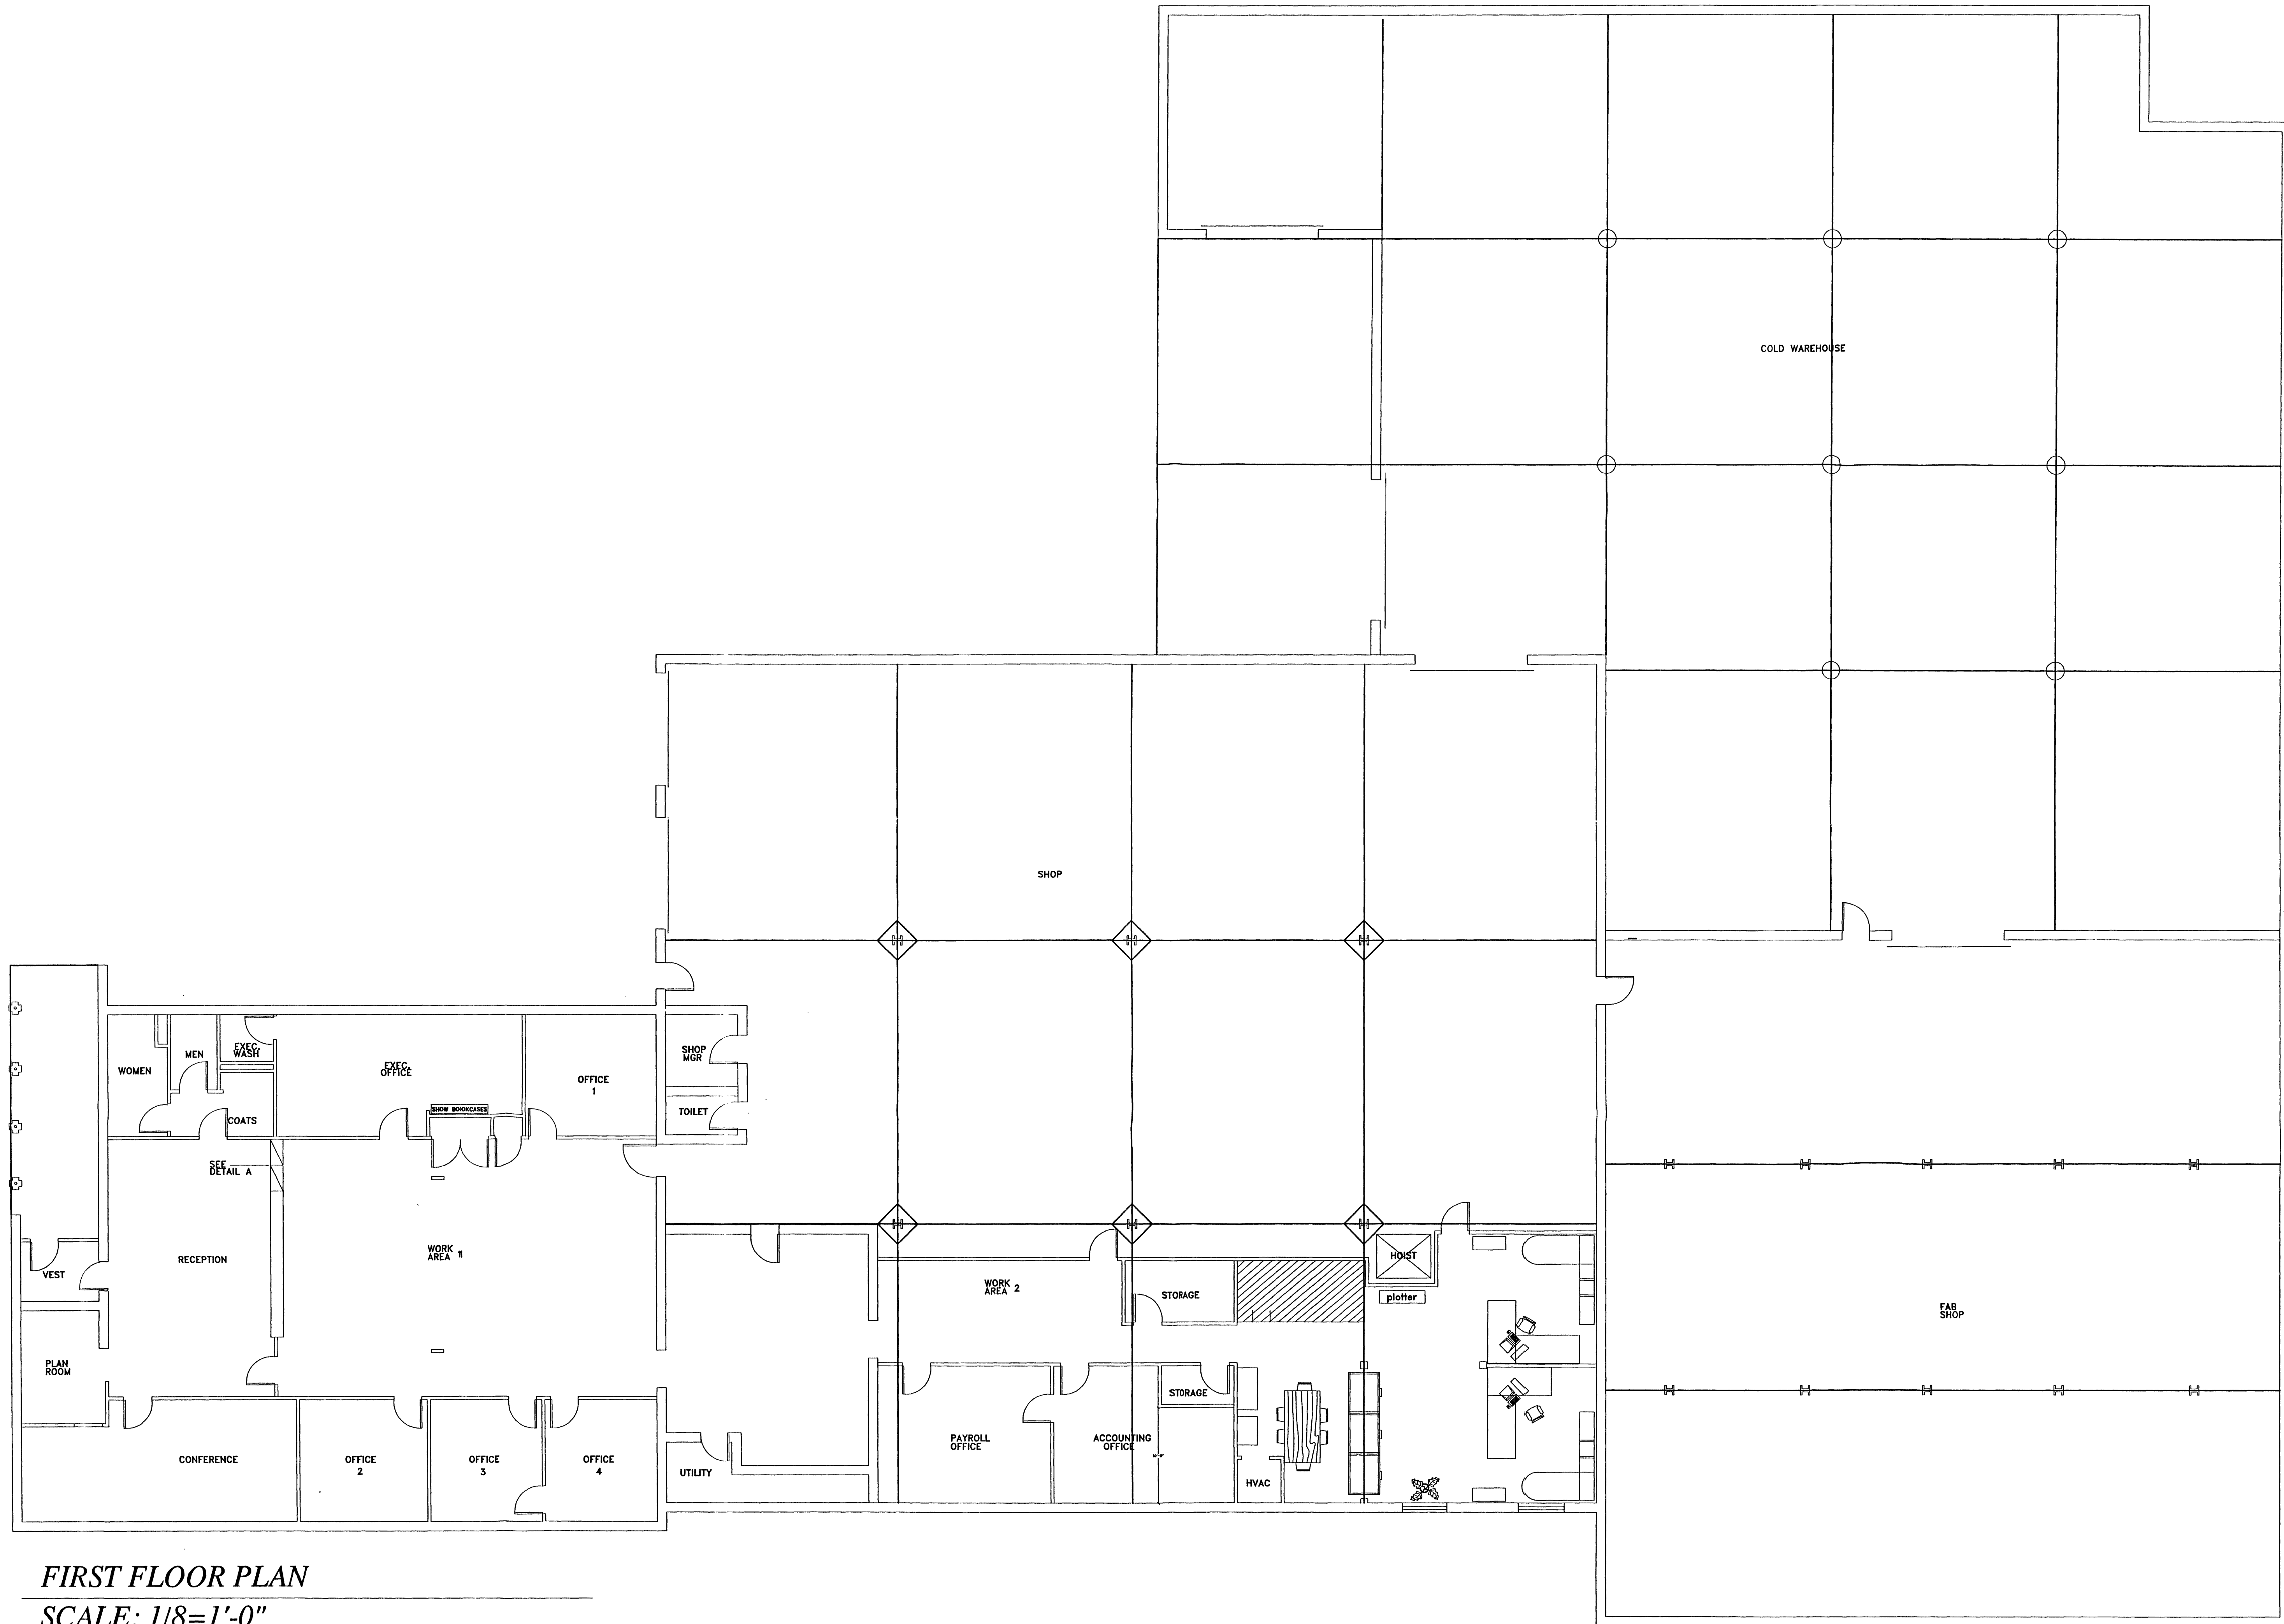 COLD WAREHOUSE
SHOP
WOMEN
MEN
EXEC.
WASH
COATS
EXEC.
OFFICE
SHOW BOOKCASES
OFFICE
1
SHOP
MGR
TOILET
SEE
DETAIL A
RECEPTION
VEST
WORK
AREA 1
PLAN
ROOM
CONFERENCE
OFFICE
2
OFFICE
3
OFFICE
4
UTILITY
WORK
AREA 2
STORAGE
HOIST
plotter
STORAGE
PAYROLL
OFFICE
ACCOUNTING
OFFICE
HVAC
FAB
SHOP
FIRST FLOOR PLAN
SCALE: 1/8=1'-0"